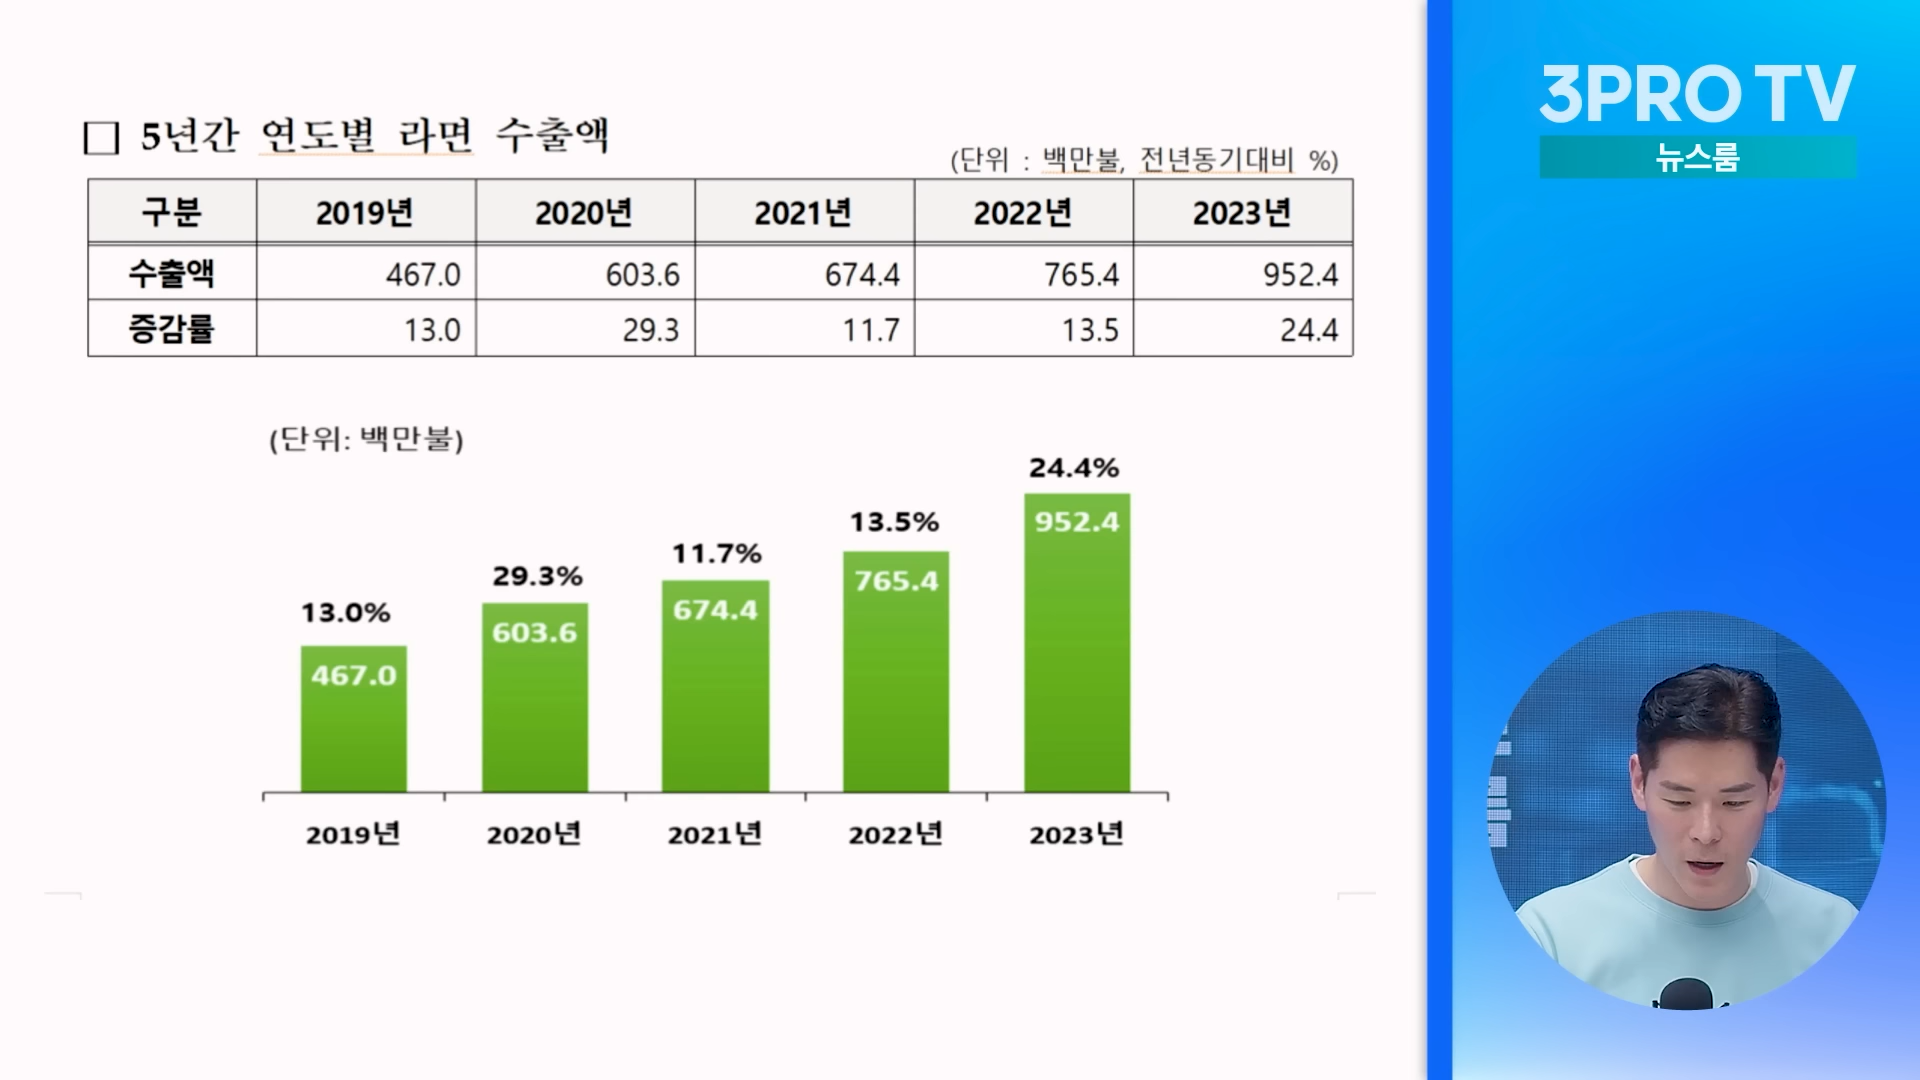 □ 5년간 연도별 라면 수출액
(단위 : 백만불, 전년동기대비 %)
구분 2019년 2020년 2021년 2022년 2023년
수출액 467.0 603.6 674.4 765.4 952.4
증감률 13.0 29.3 11.7 13.5 24.4
(단위: 백만불)
13.0% 29.3% 11.7% 13.5% 24.4%
467.0 603.6 674.4 765.4 952.4
2019년 2020년 2021년 2022년 2023년
3PRO TV
뉴스룸